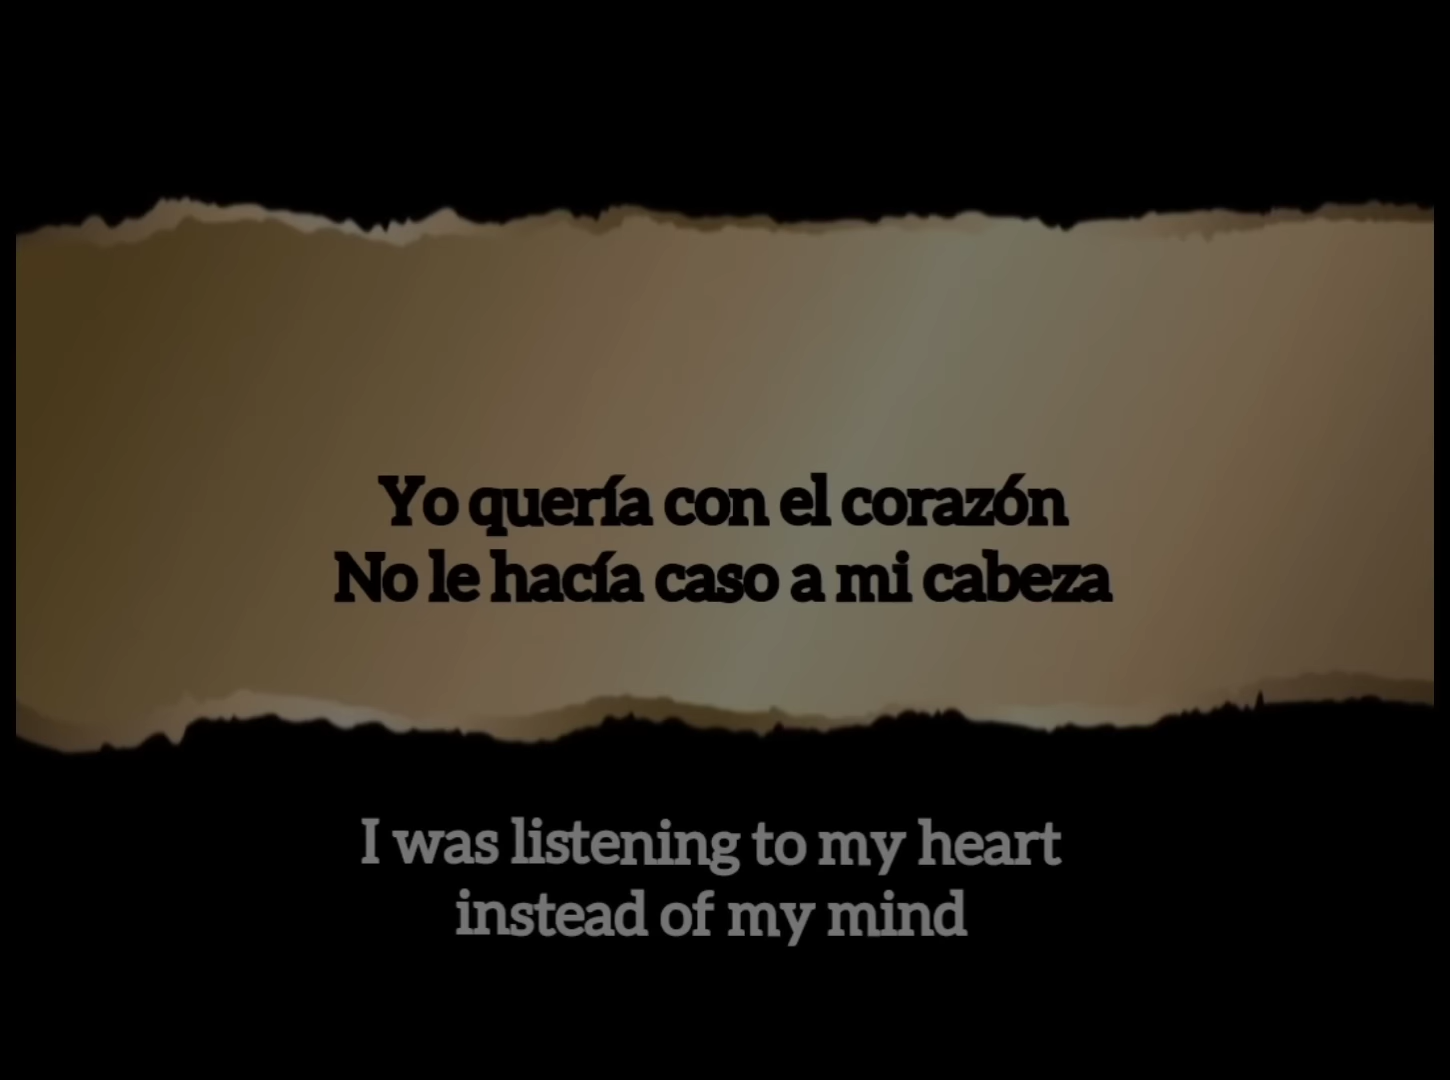 Yo quería con el corazón
No le hacía caso a mi cabeza
I was listening to my heart
instead of my mind